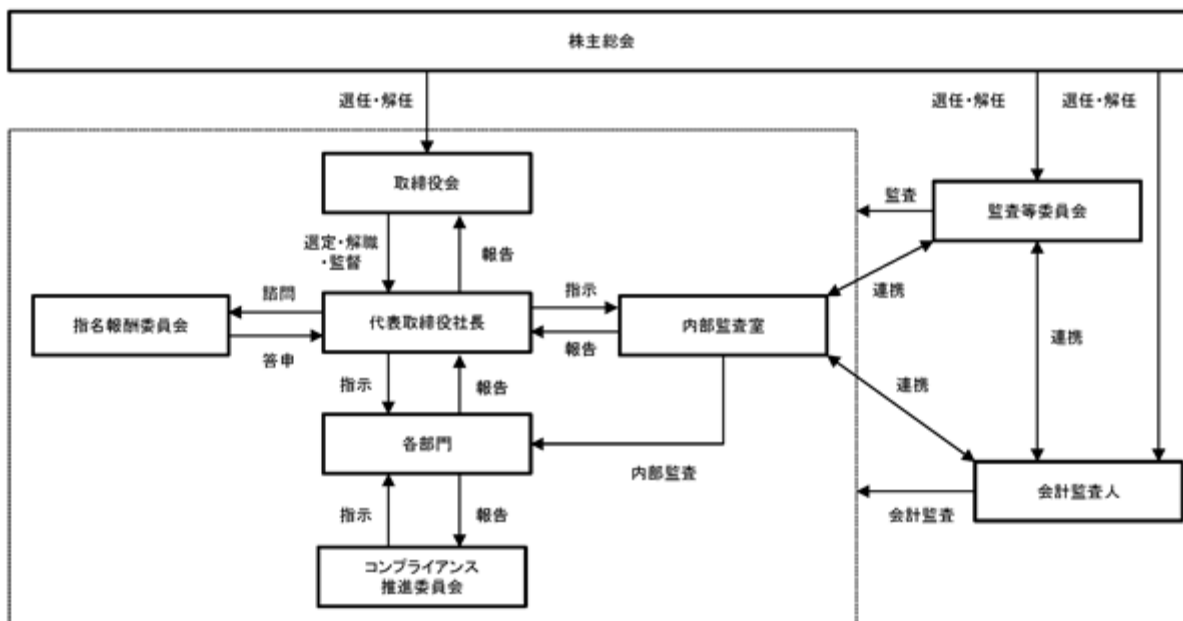 株主総会
選任・解任
選任・解任
選任・解任
取締役会
監査
監査等委員会
選定・解職
・監督
報告
諮問
指示
連携
指名報酬委員会
代表取締役社長
内部監査室
連携
答申
報告
指示
報告
連携
各部門
内部監査
会計監査人
指示
報告
会計監査
コンプライアンス
推進委員会